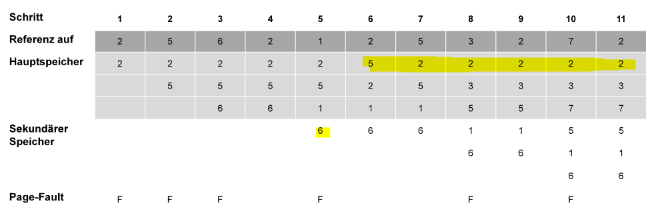 Schritt 1 2 3 4 5 6 7 8 9 10 11
Referenz auf 2 5 6 2 1 2 5 3 2 7 2
Hauptspeicher 2 2 2 2 2 5 2 2 2 2 2
5 5 5 5 2 5 3 3 3 3
6 6 1 1 1 5 5 7 7
Sekundärer Speicher 6 6 6 1 1 5 5
6 6 1 1
6 6
Page-Fault F F F F F F